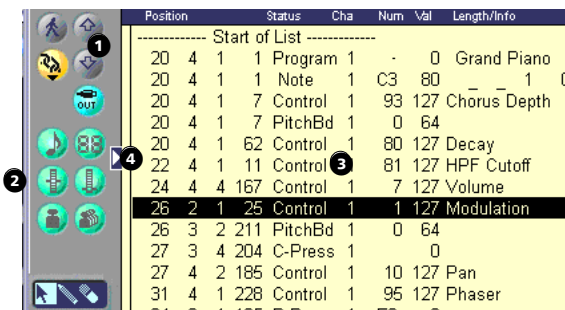 Position Status Cha Num Val Length/Info
------------- Start of List -------------
20 4 1 1 Program 1 - 0 Grand Piano
20 4 1 1 Note 1 C3 80 _ _ 1 0
20 4 1 7 Control 1 93 127 Chorus Depth
20 4 1 7 PitchBd 1 0 64
20 4 1 62 Control 1 80 127 Decay
22 4 1 11 Control 1 81 127 HPF Cutoff
24 4 4 167 Control 1 7 127 Volume
26 2 1 25 Control 1 1 127 Modulation
26 3 2 211 PitchBd 1 0 64
27 3 4 204 C-Press 1 0
27 4 2 185 Control 1 10 127 Pan
31 4 1 228 Control 1 95 127 Phaser
1
OUT
88
4
3
2